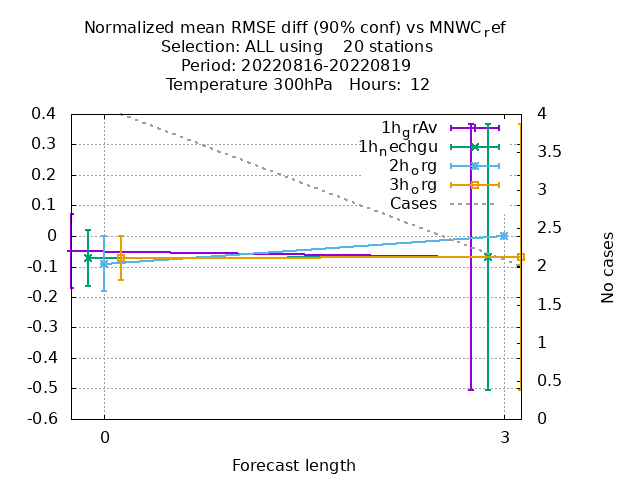 Normalized mean RMSE diff (90% conf) vs MNWC_ref
Selection: ALL using    20 stations
Period: 20220816-20220819
Temperature 300hPa   Hours:  12
1h_grAv
1h_nechgu
2h_org
3h_org
Cases
0.4
0.3
0.2
0.1
0
-0.1
-0.2
-0.3
-0.4
-0.5
-0.6
4
3.5
3
2.5
2
1.5
1
0.5
0
No cases
0
3
Forecast length